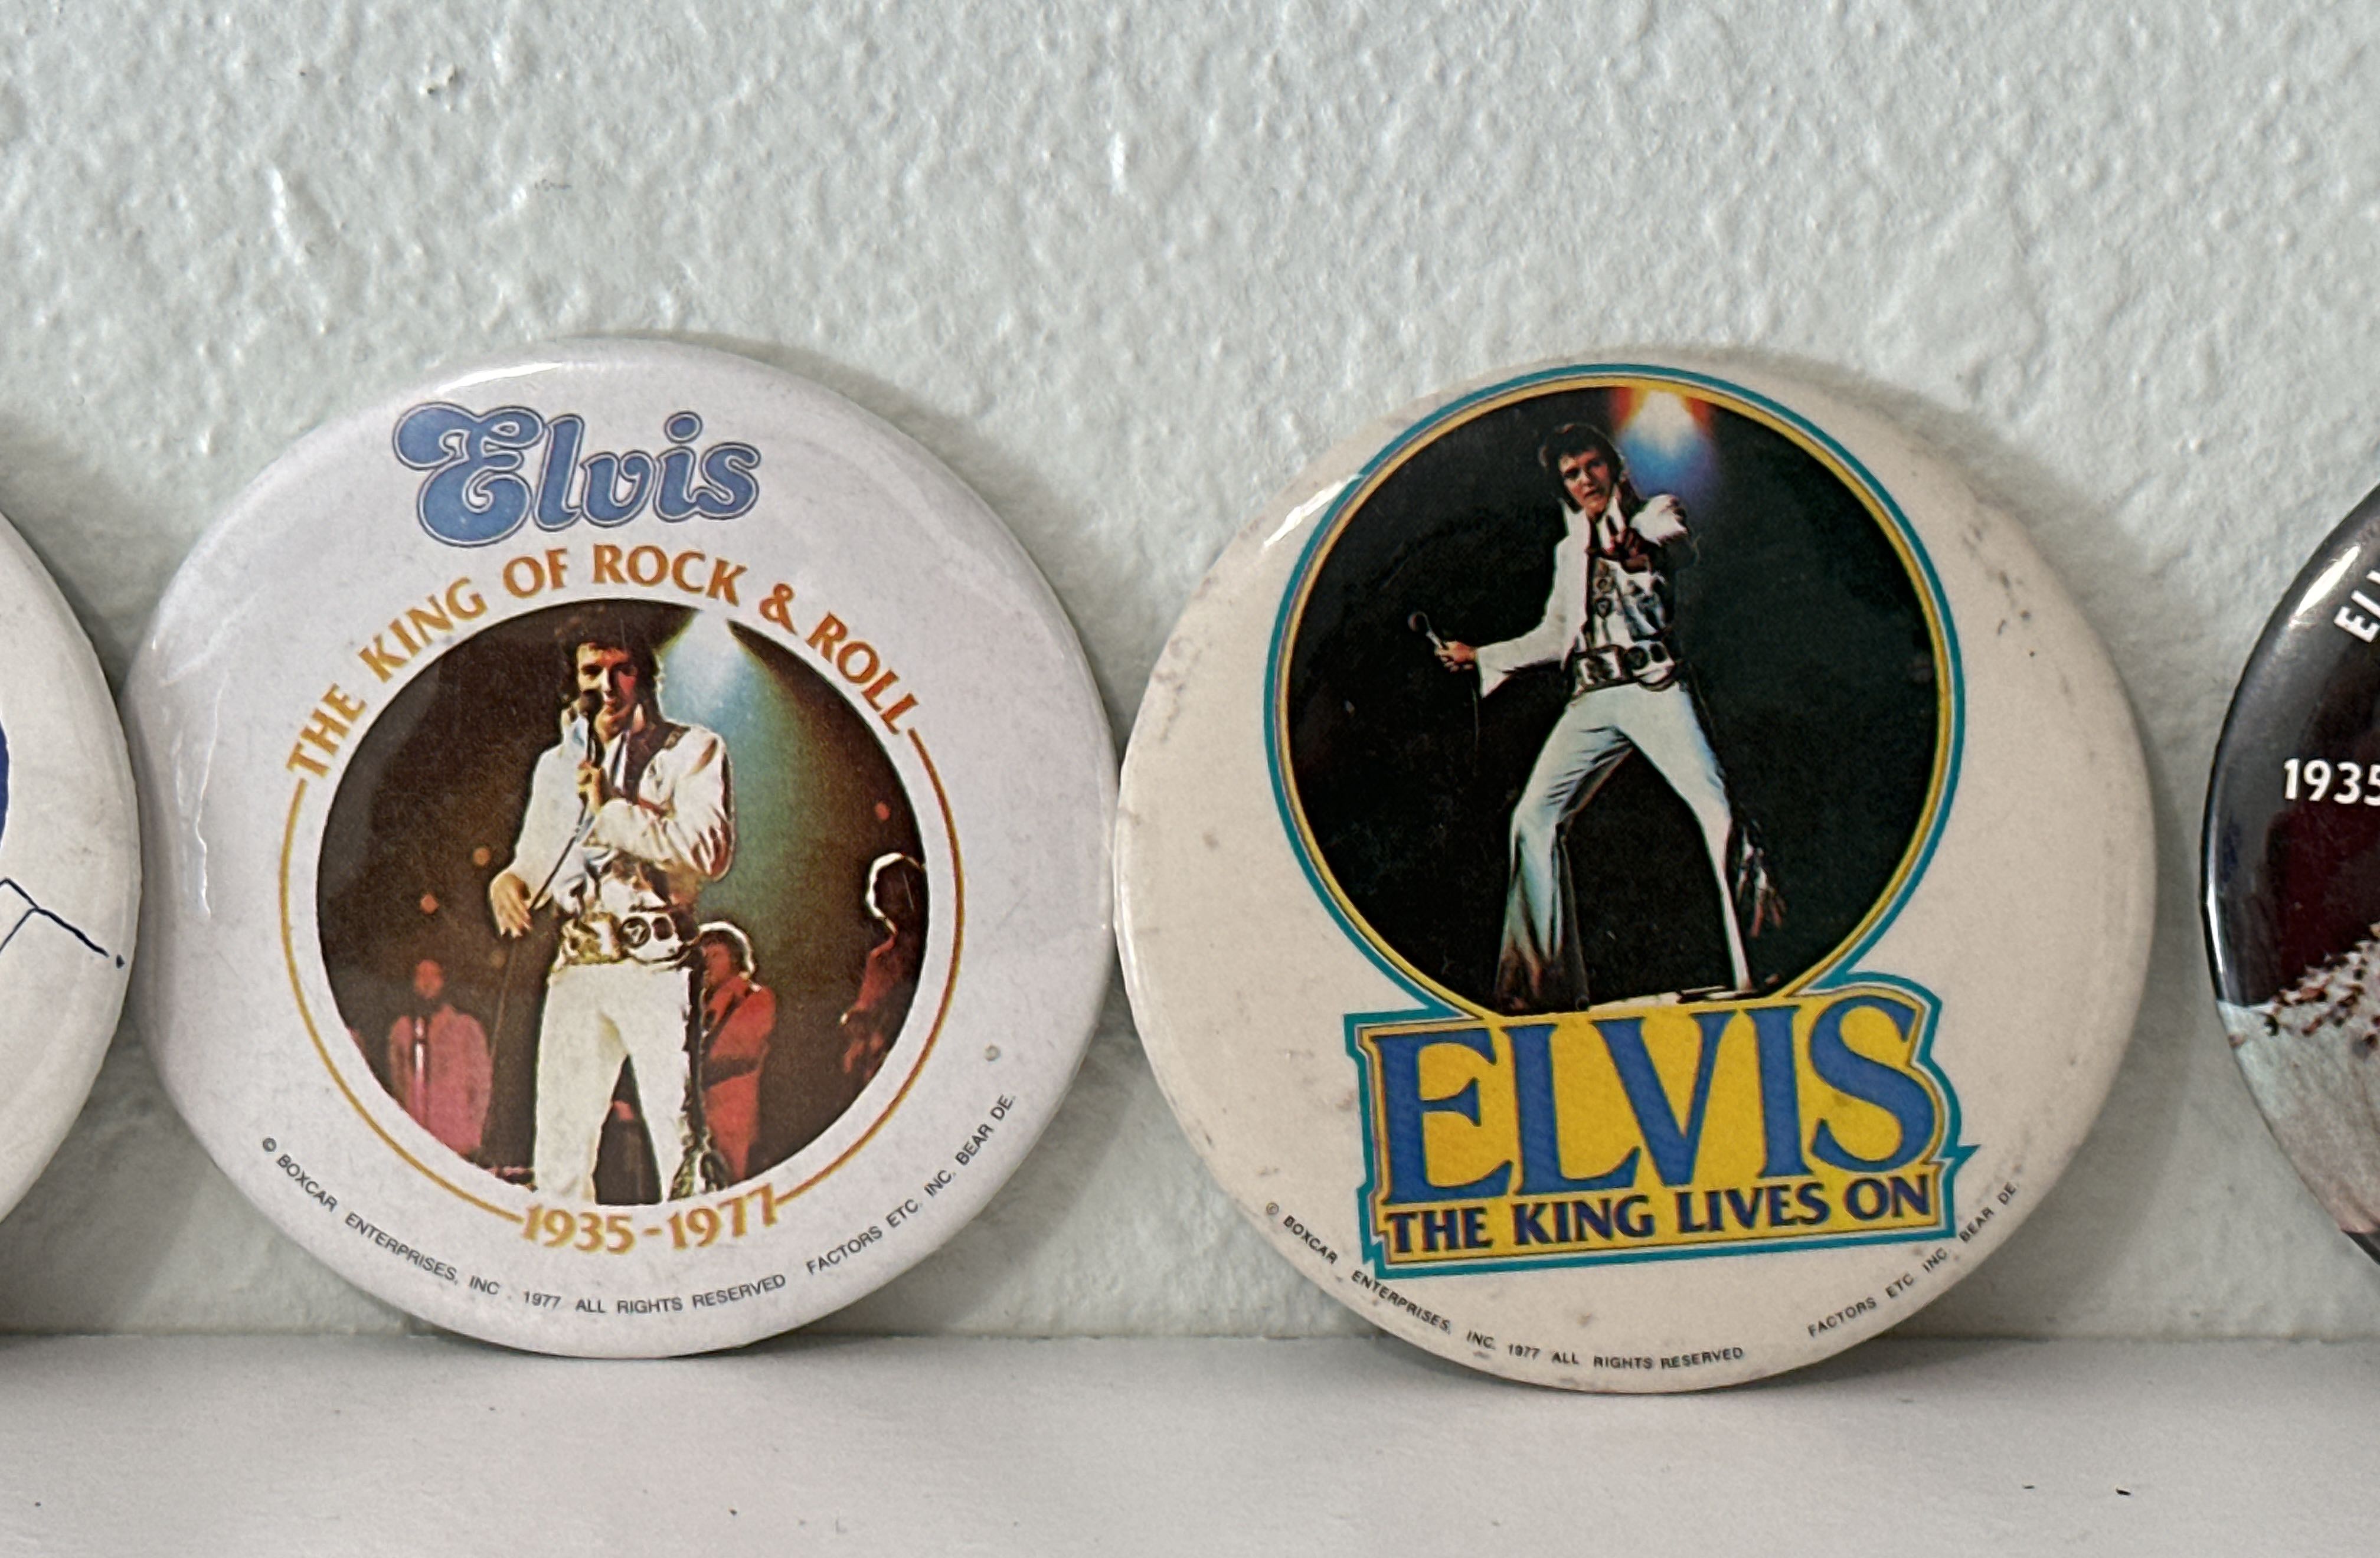 Elvis
THE KING OF ROCK & ROLL
1935-1977
© BOXCAR ENTERPRISES, INC . 1977 ALL RIGHTS RESERVED FACTORS ETC. INC. BEAR DE.
ELVIS
THE KING LIVES ON
© BOXCAR ENTERPRISES, INC. 1977 ALL RIGHTS RESERVED FACTORS ETC. INC. BEAR DE.
1935